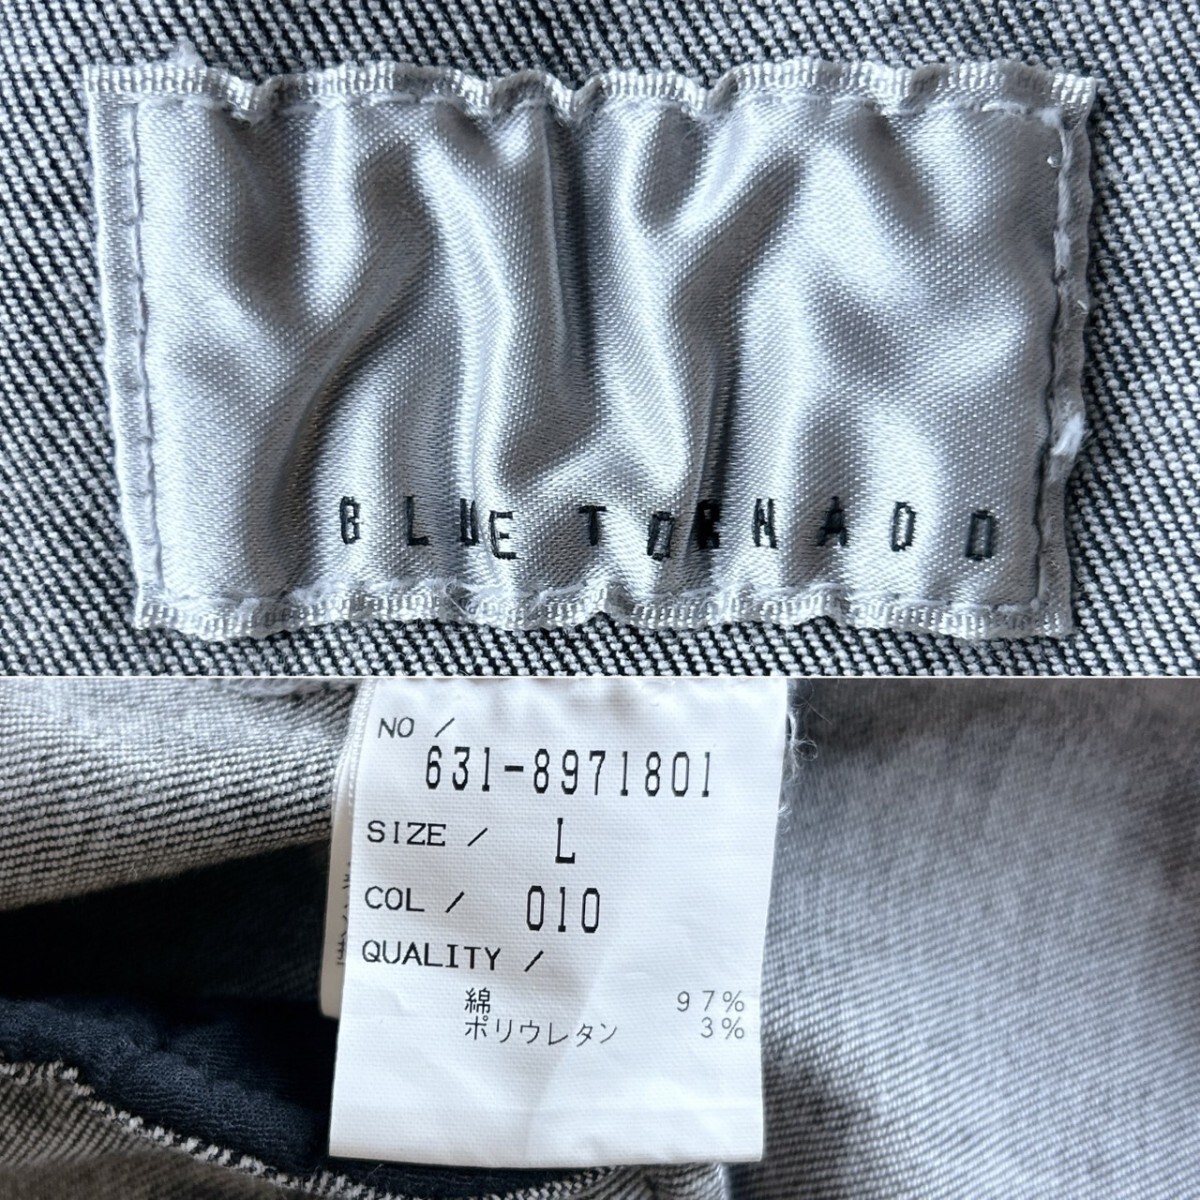 BLUE TORNADO
NO /
631-8971801
SIZE / L
COL / 010
QUALITY /
綿 97%
ポリウレタン 3%